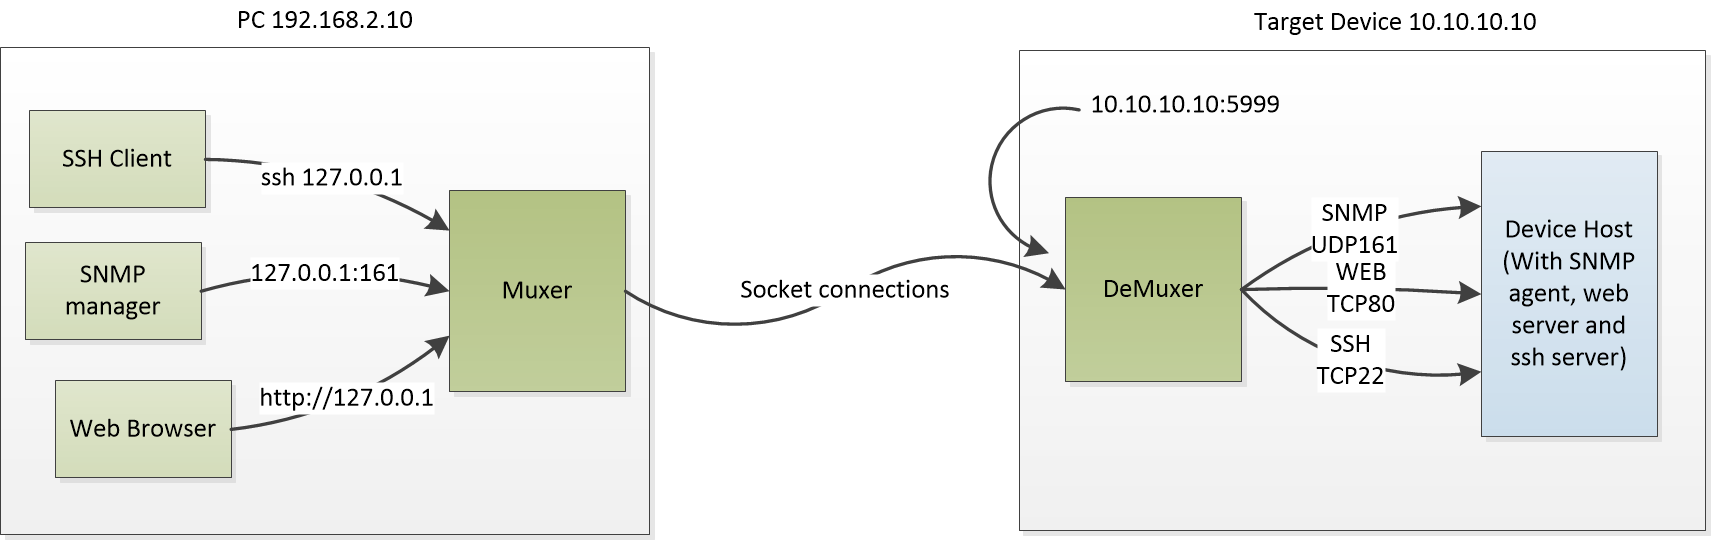 PC 192.168.2.10
Target Device 10.10.10.10
SSH Client
ssh 127.0.0.1
SNMP
manager
127.0.0.1:161
Web Browser
http://127.0.0.1
Muxer
Socket connections
10.10.10.10:5999
DeMuxer
SNMP
UDP161
WEB
TCP80
SSH
TCP22
Device Host
(With SNMP
agent, web
server and
ssh server)